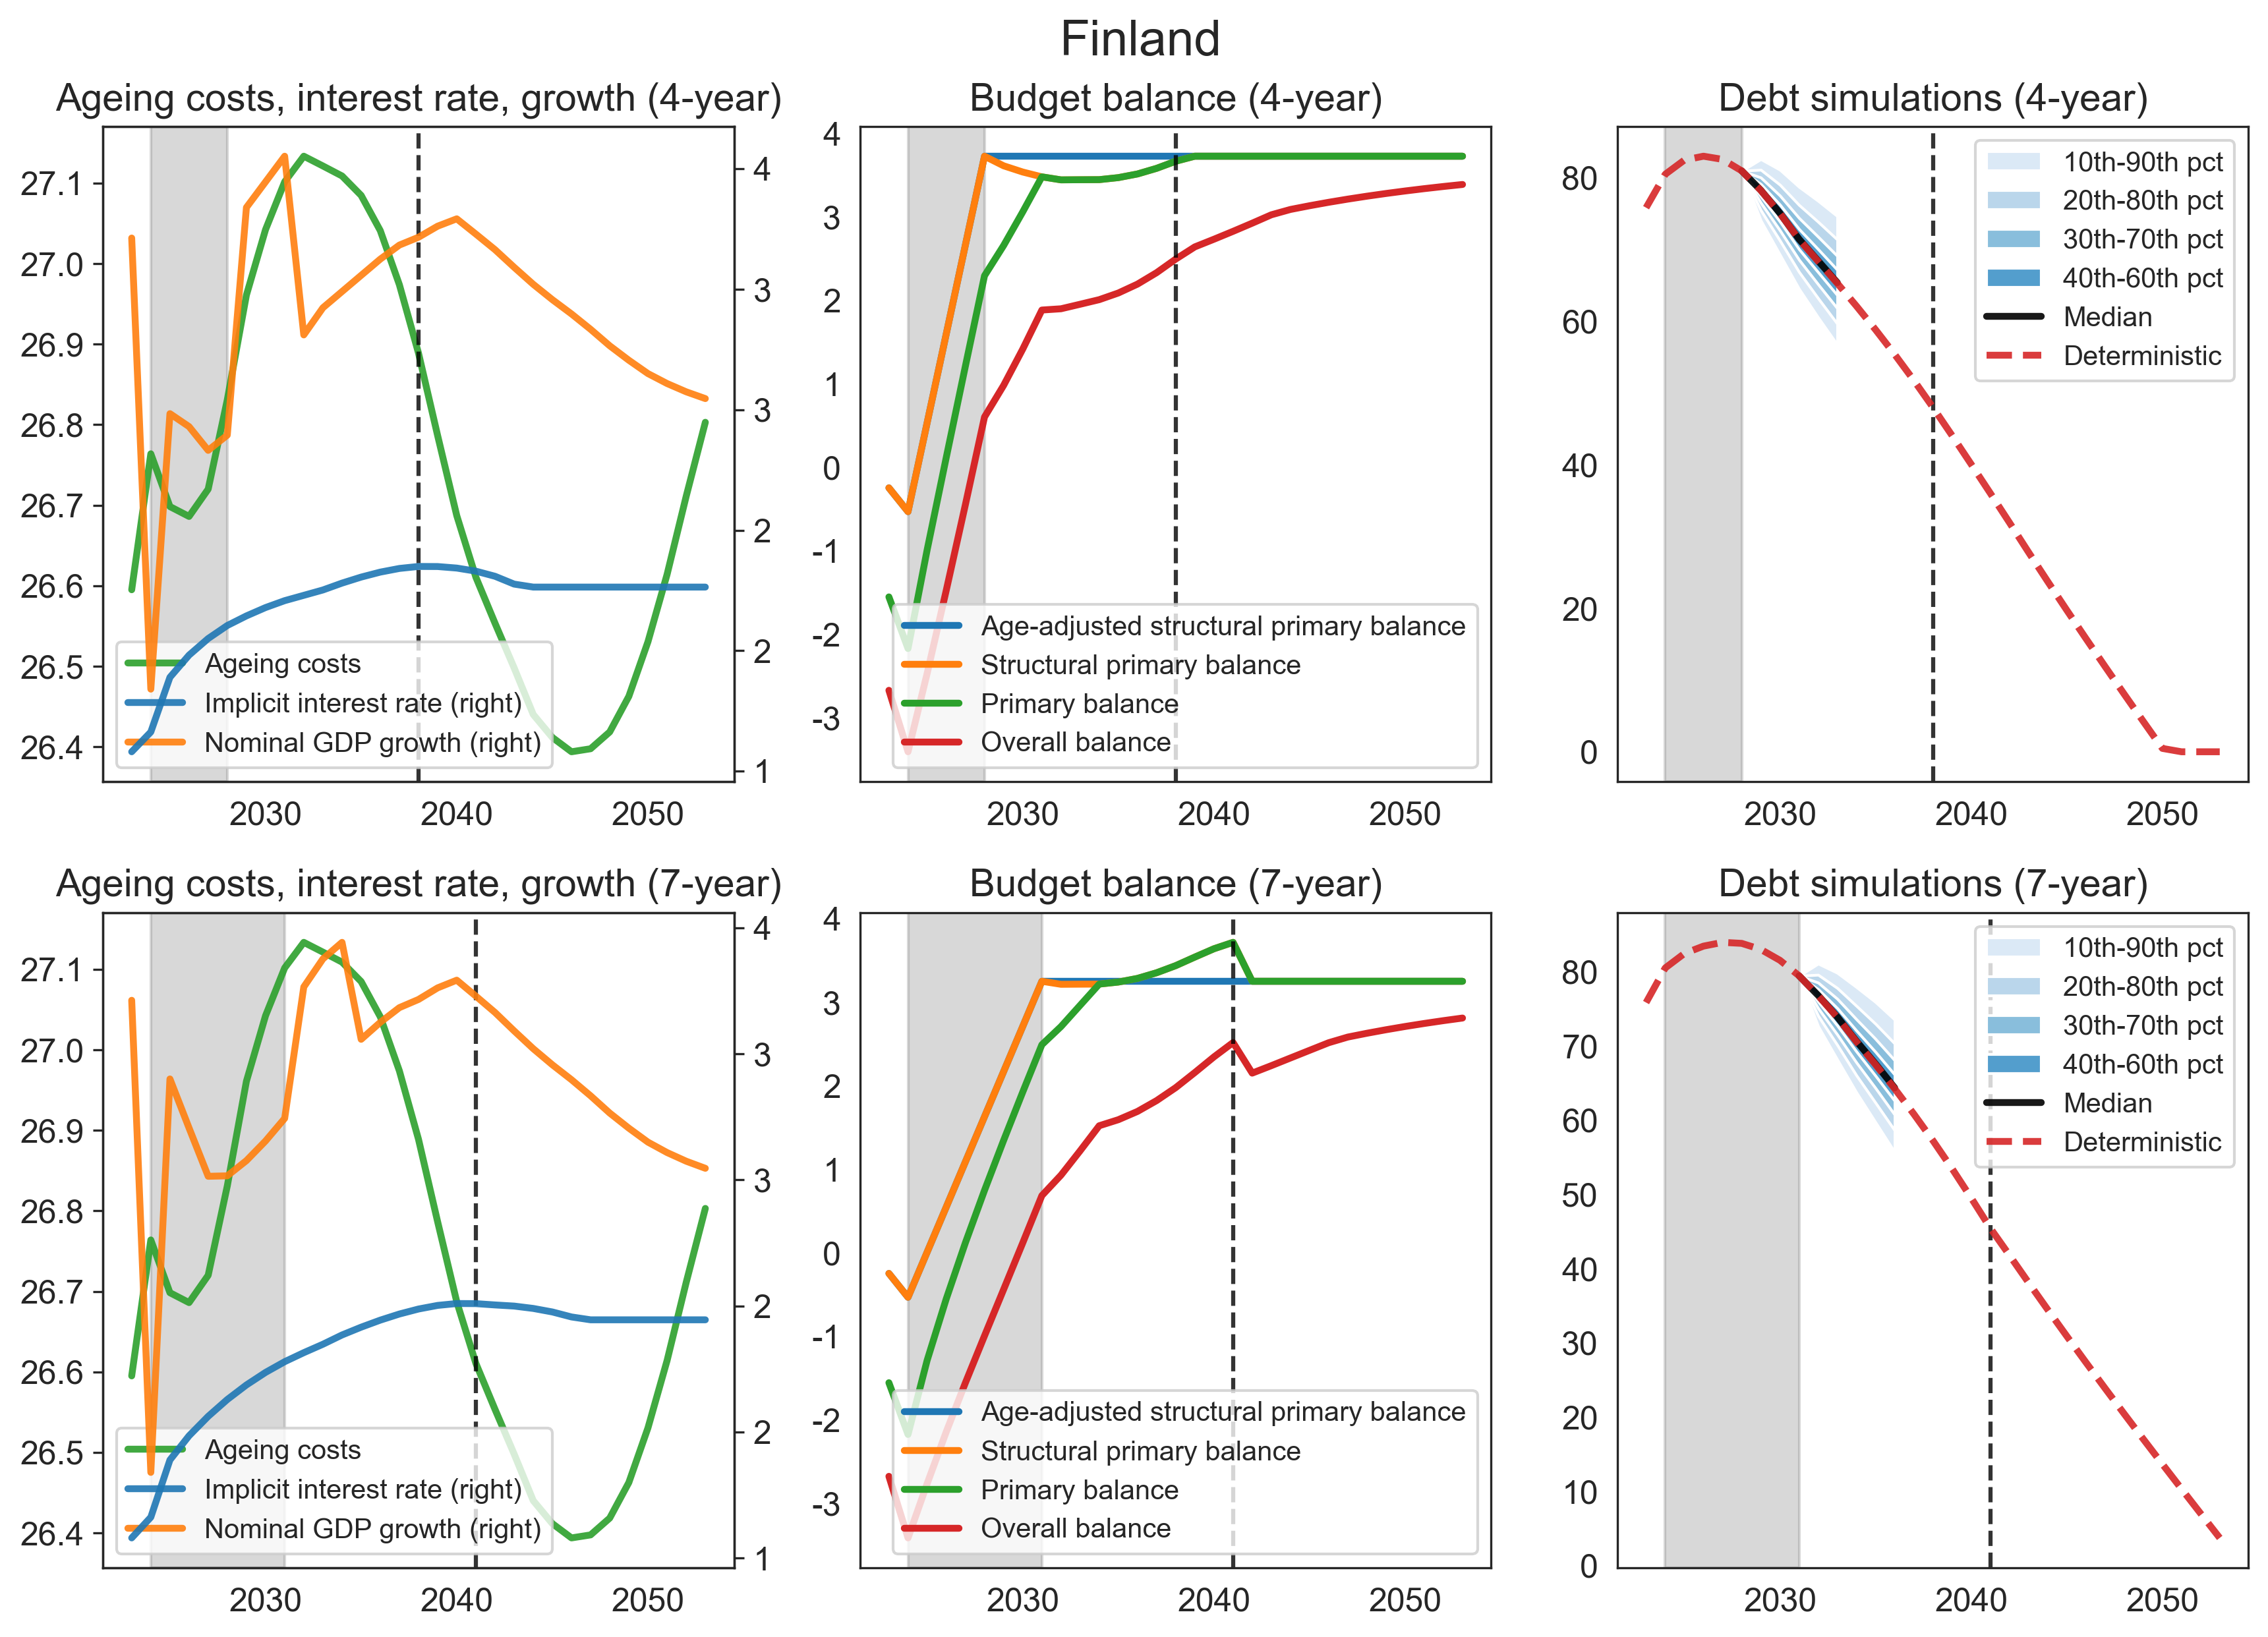 Finland
Ageing costs, interest rate, growth (4-year)
27.1
27.0
26.9
26.8
26.7
26.6
26.5
26.4
4
3
3
2
2
1
2030
2040
2050
Ageing costs
Implicit interest rate (right)
Nominal GDP growth (right)
Budget balance (4-year)
4
3
2
1
0
-1
-2
-3
2030
2040
2050
Age-adjusted structural primary balance
Structural primary balance
Primary balance
Overall balance
Debt simulations (4-year)
80
60
40
20
0
2030
2040
2050
10th-90th pct
20th-80th pct
30th-70th pct
40th-60th pct
Median
Deterministic
Ageing costs, interest rate, growth (7-year)
27.1
27.0
26.9
26.8
26.7
26.6
26.5
26.4
4
3
3
2
2
1
2030
2040
2050
Ageing costs
Implicit interest rate (right)
Nominal GDP growth (right)
Budget balance (7-year)
4
3
2
1
0
-1
-2
-3
2030
2040
2050
Age-adjusted structural primary balance
Structural primary balance
Primary balance
Overall balance
Debt simulations (7-year)
80
70
60
50
40
30
20
10
0
2030
2040
2050
10th-90th pct
20th-80th pct
30th-70th pct
40th-60th pct
Median
Deterministic